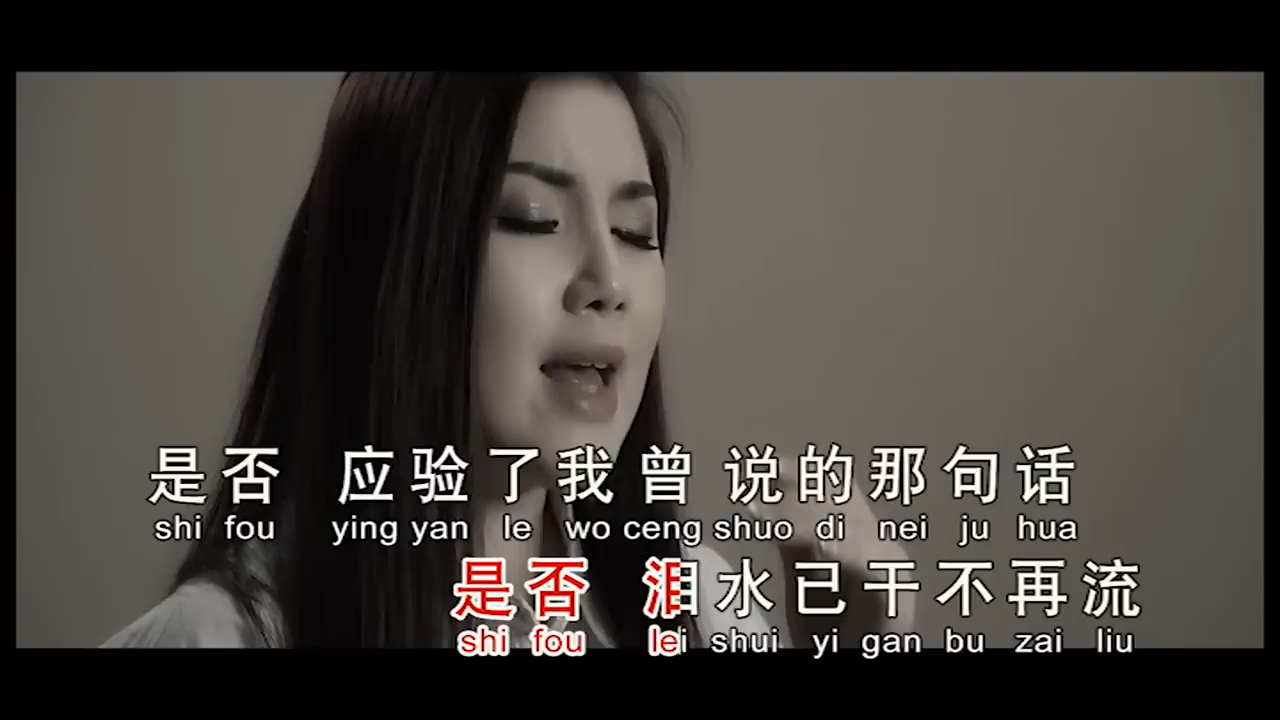 是否 应验了我曾 说的那句话
shi fou ying yan le wo ceng shuo di nei ju hua
是否 泪水已干不再流
shi fou lei shui yi gan bu zai liu